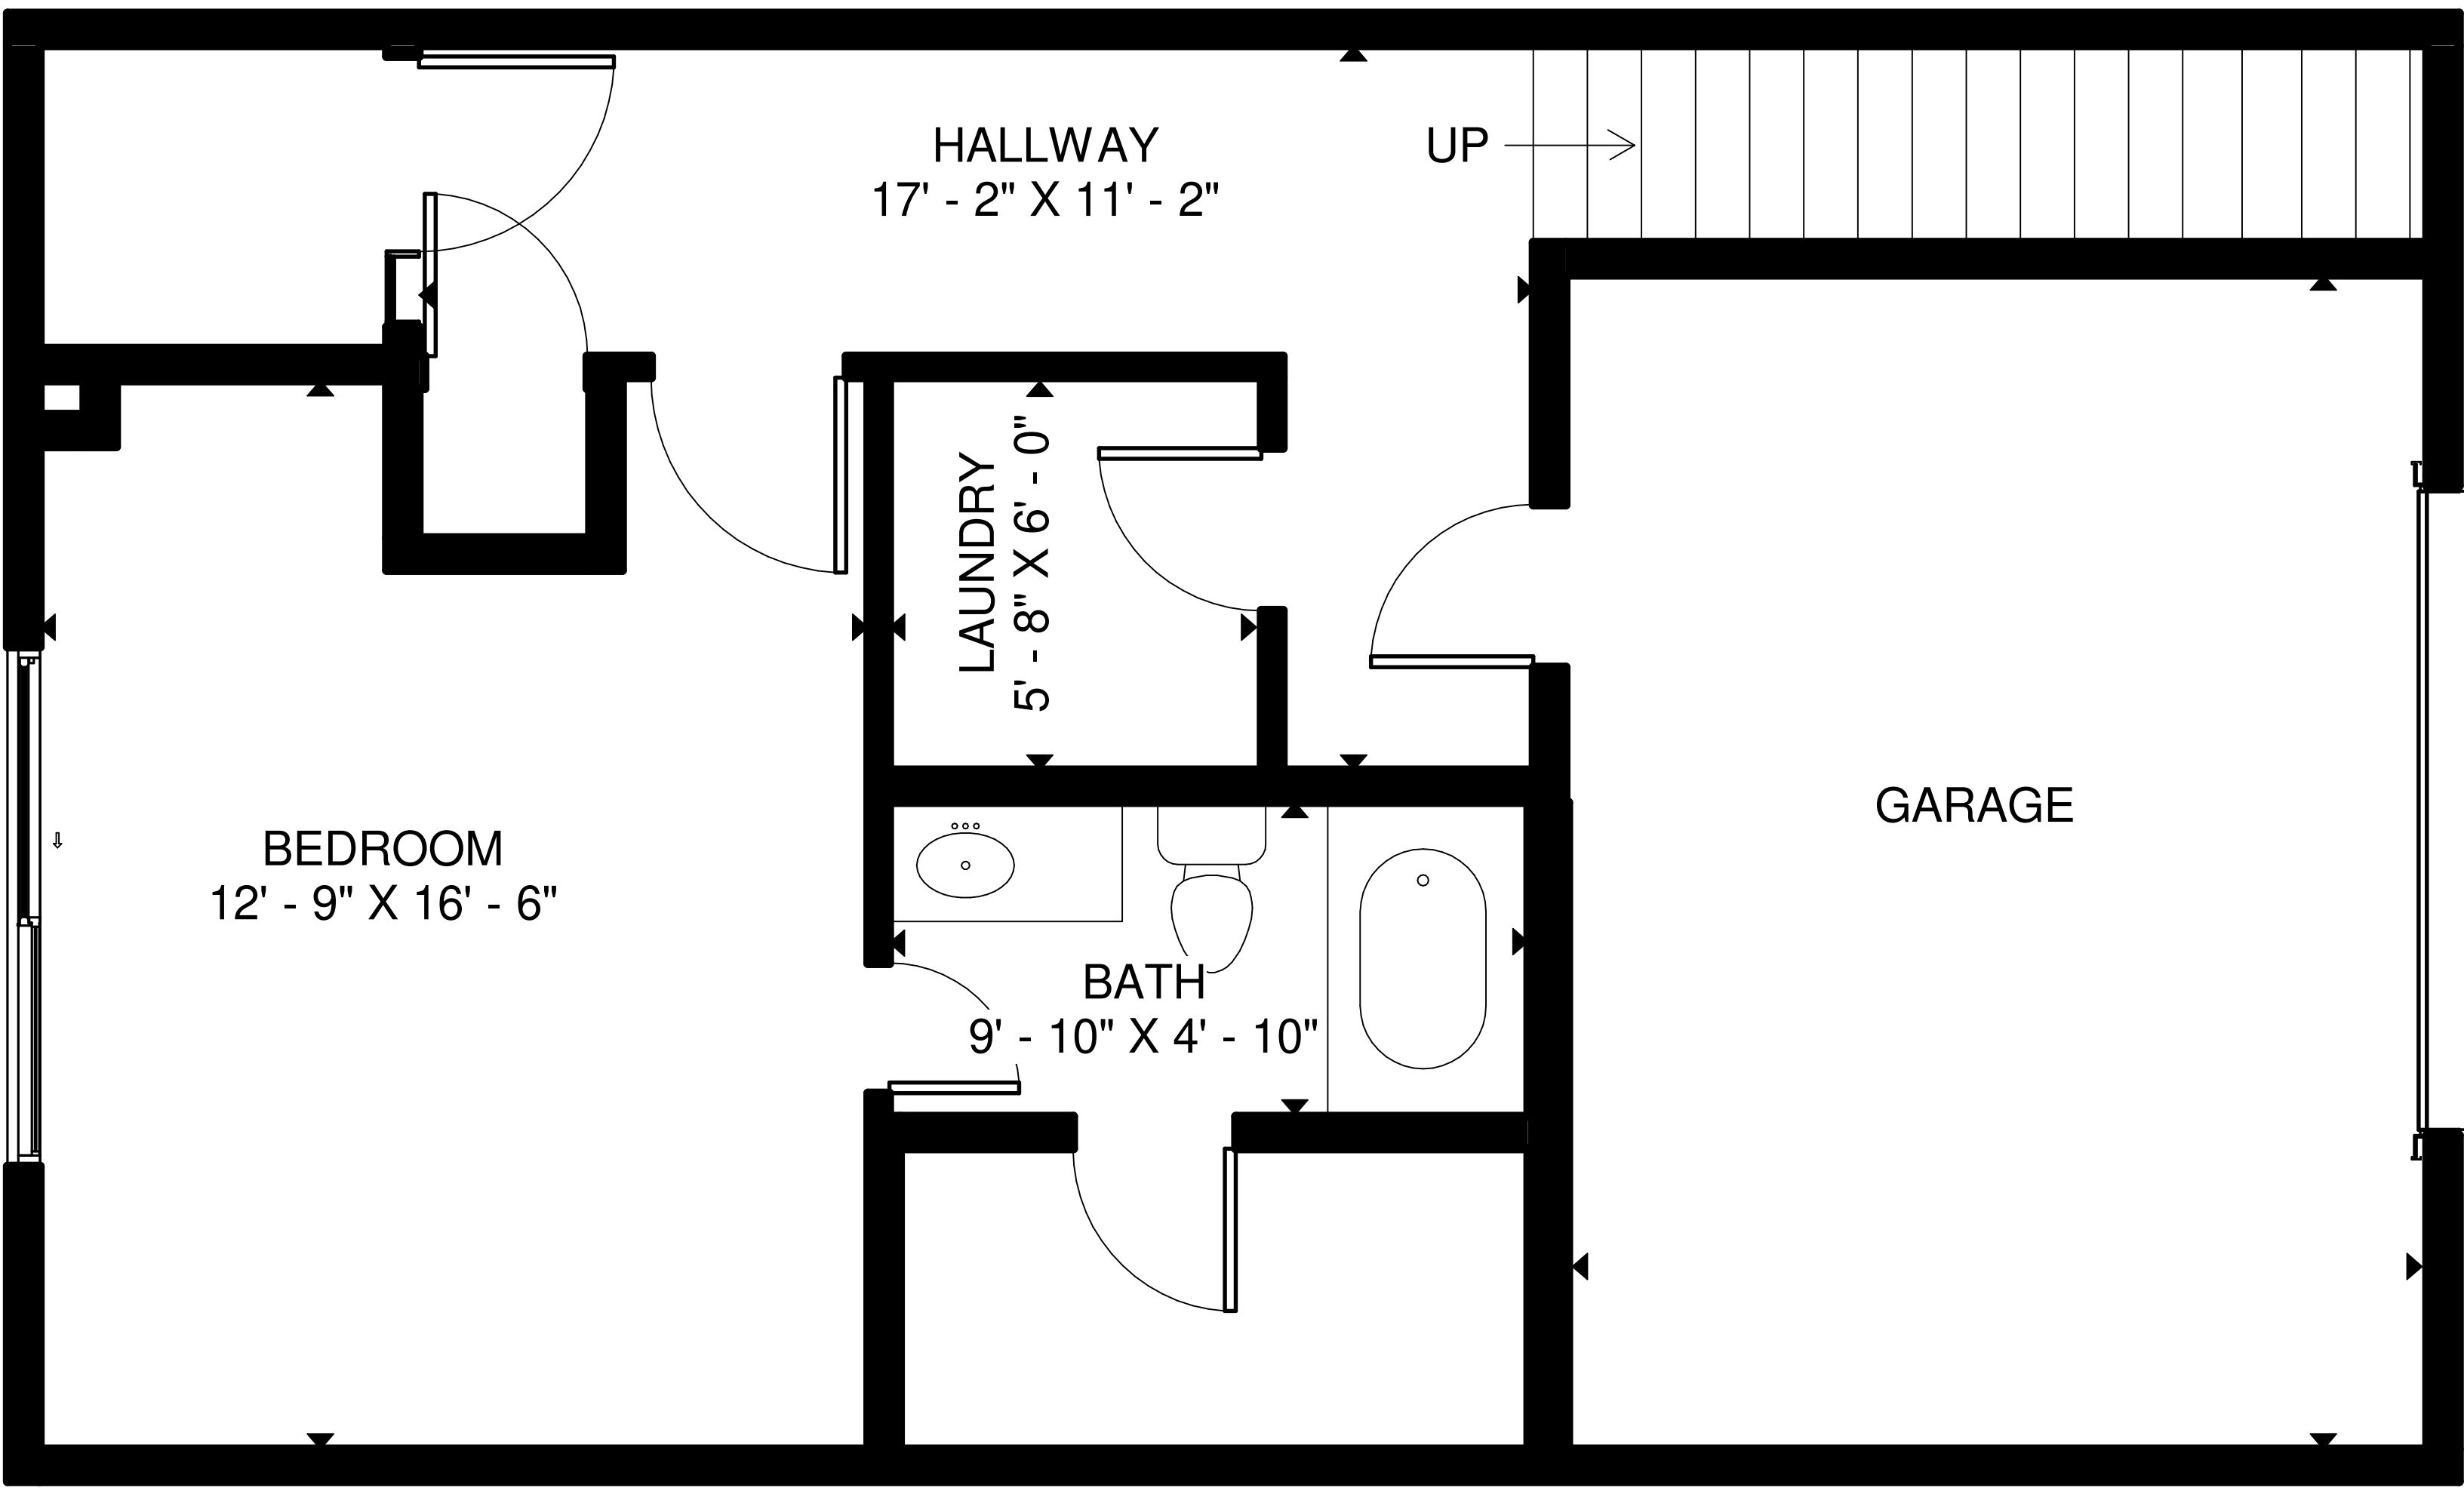 HALLWAY
17' - 2" X 11' - 2"
UP
LAUNDRY
5' - 8" X 6' - 0"
GARAGE
BEDROOM
12' - 9" X 16' - 6"
BATH
9' - 10" X 4' - 10"